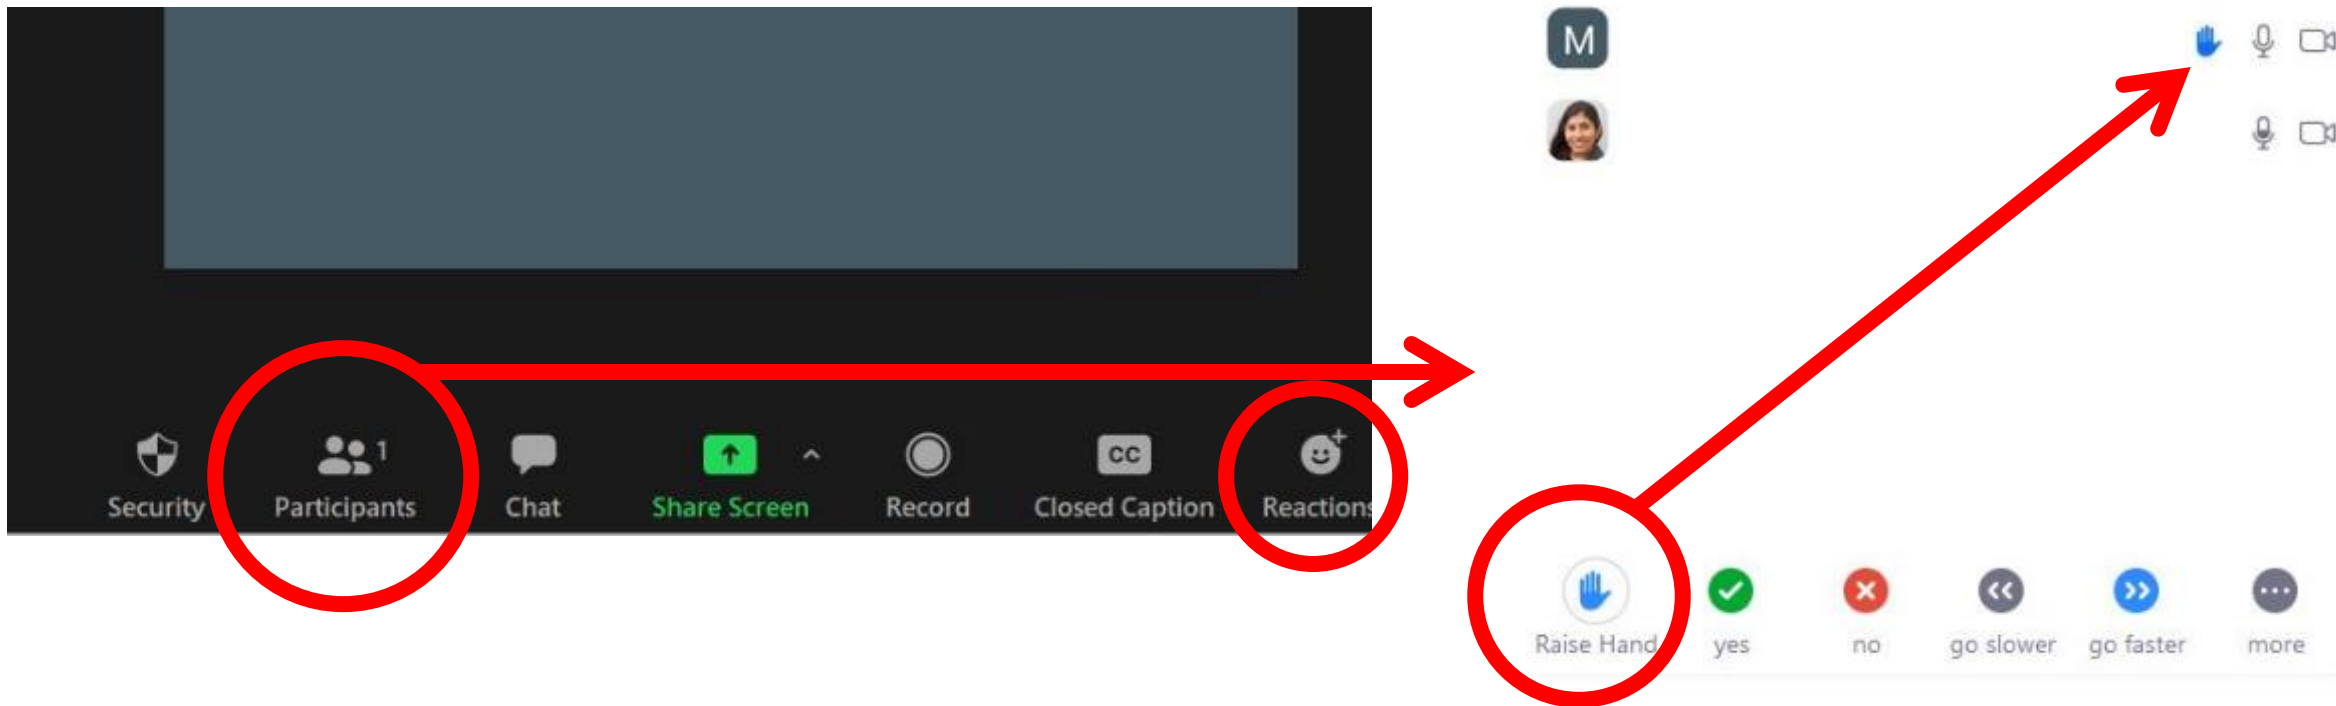 M
1
CC
Security
Participants
Chat
Share Screen
Record
Closed Caption
Reactions
Raise Hand
yes
no
go slower
go faster
more